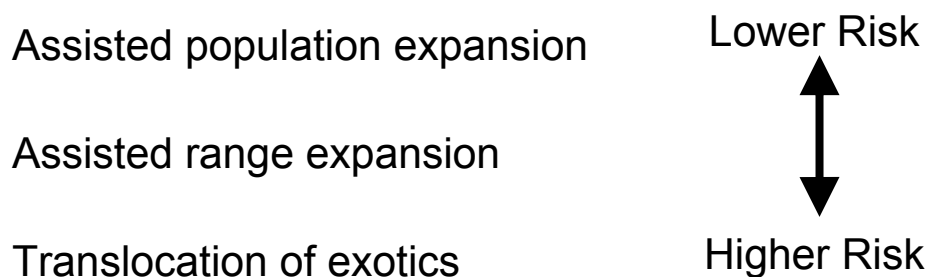 Assisted population expansion
Lower Risk
Assisted range expansion
Translocation of exotics
Higher Risk